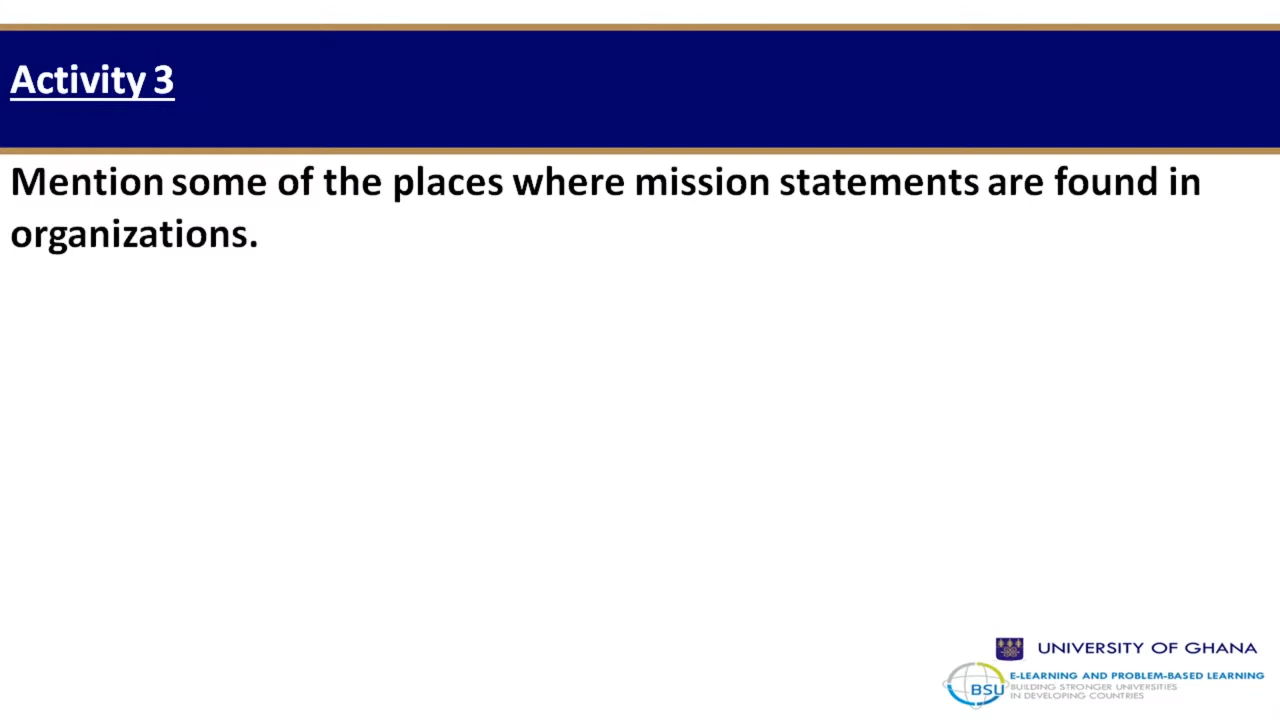 Activity 3
Mention some of the places where mission statements are found in
organizations.
UNIVERSITY OF GHANA
E-LEARNING AND PROBLEM-BASED LEARNING
BSU
BUILDING STRONGER UNIVERSITIES
IN DEVELOPING COUNTRIES